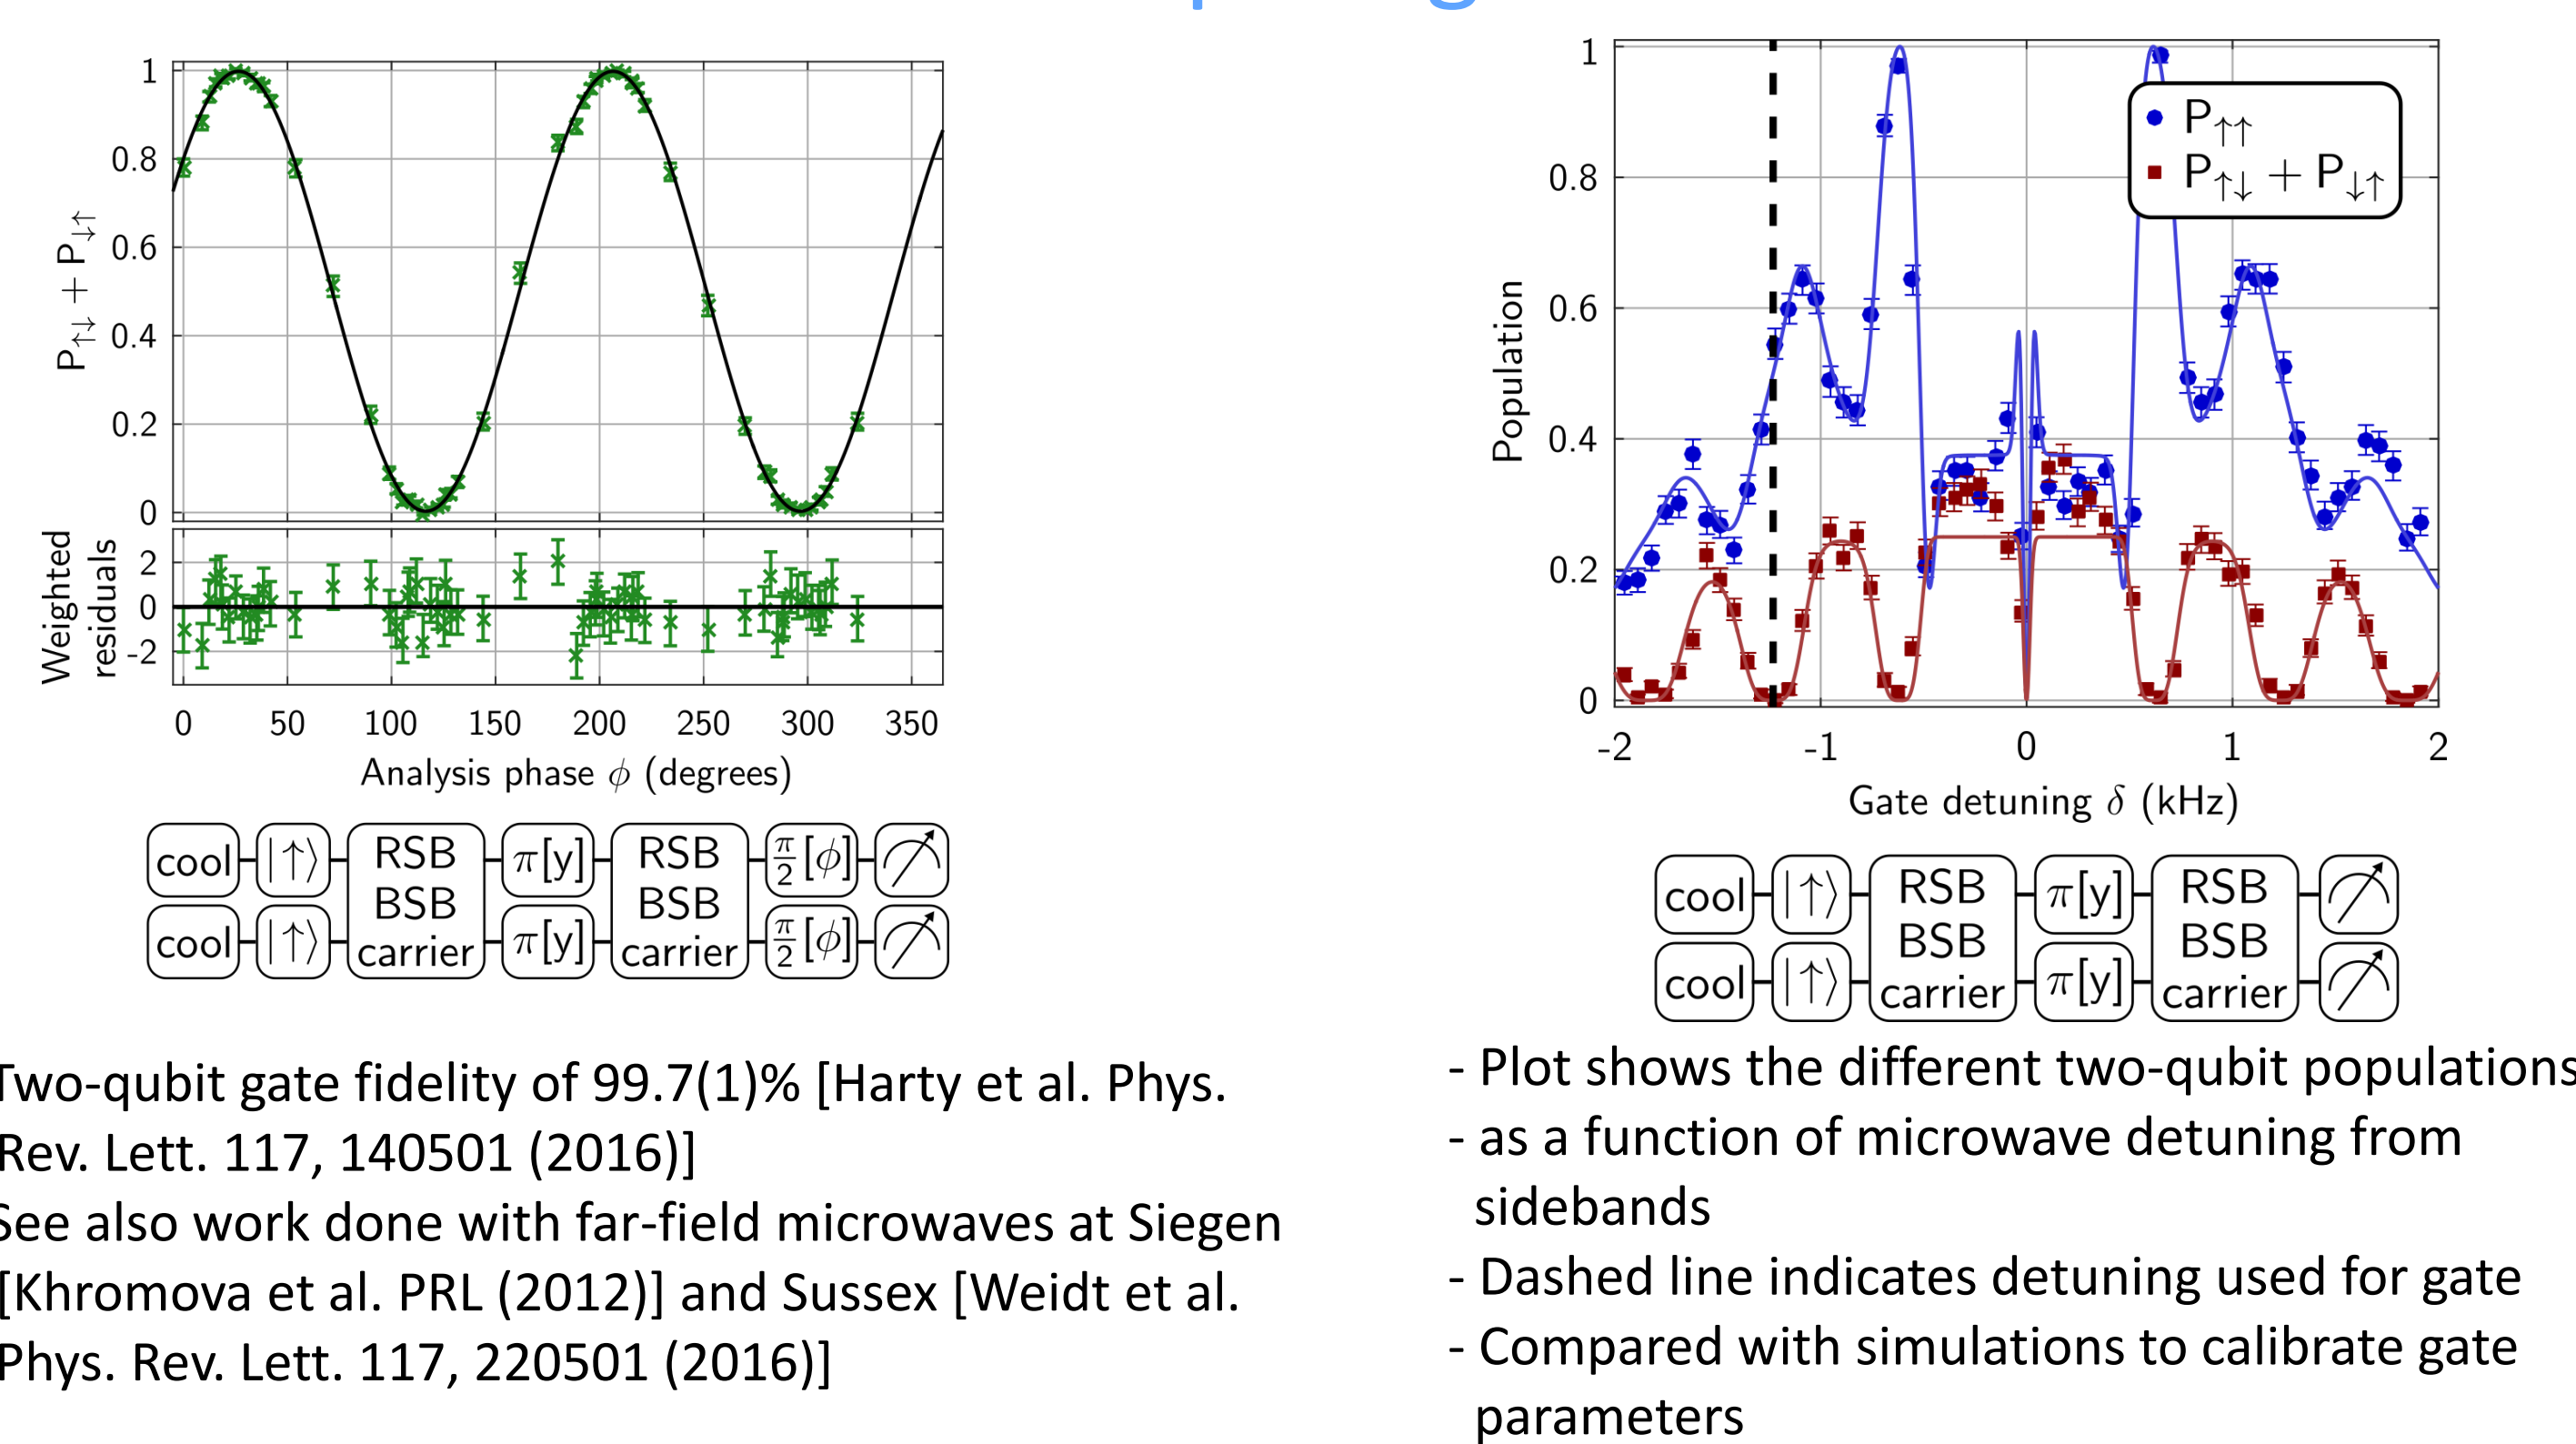 1
0.8
0.6
0.4
0.2
0
P↑↓ + P↓↑
2
0
-2
Weighted
residuals
0 50 100 150 200 250 300 350
Analysis phase ϕ (degrees)
cool |↑⟩ RSB BSB carrier π[y] RSB BSB carrier π/2 [ϕ]
cool |↑⟩ π[y] π/2 [ϕ]
Two-qubit gate fidelity of 99.7(1)% [Harty et al. Phys.
Rev. Lett. 117, 140501 (2016)]
See also work done with far-field microwaves at Siegen
[Khromova et al. PRL (2012)] and Sussex [Weidt et al.
Phys. Rev. Lett. 117, 220501 (2016)]
1
0.8
0.6
0.4
0.2
0
Population
P↑↑
P↑↓ + P↓↑
-2 -1 0 1 2
Gate detuning δ (kHz)
cool |↑⟩ RSB BSB carrier π[y] RSB BSB carrier
cool |↑⟩ π[y]
- Plot shows the different two-qubit populations
- as a function of microwave detuning from
sidebands
- Dashed line indicates detuning used for gate
- Compared with simulations to calibrate gate
parameters